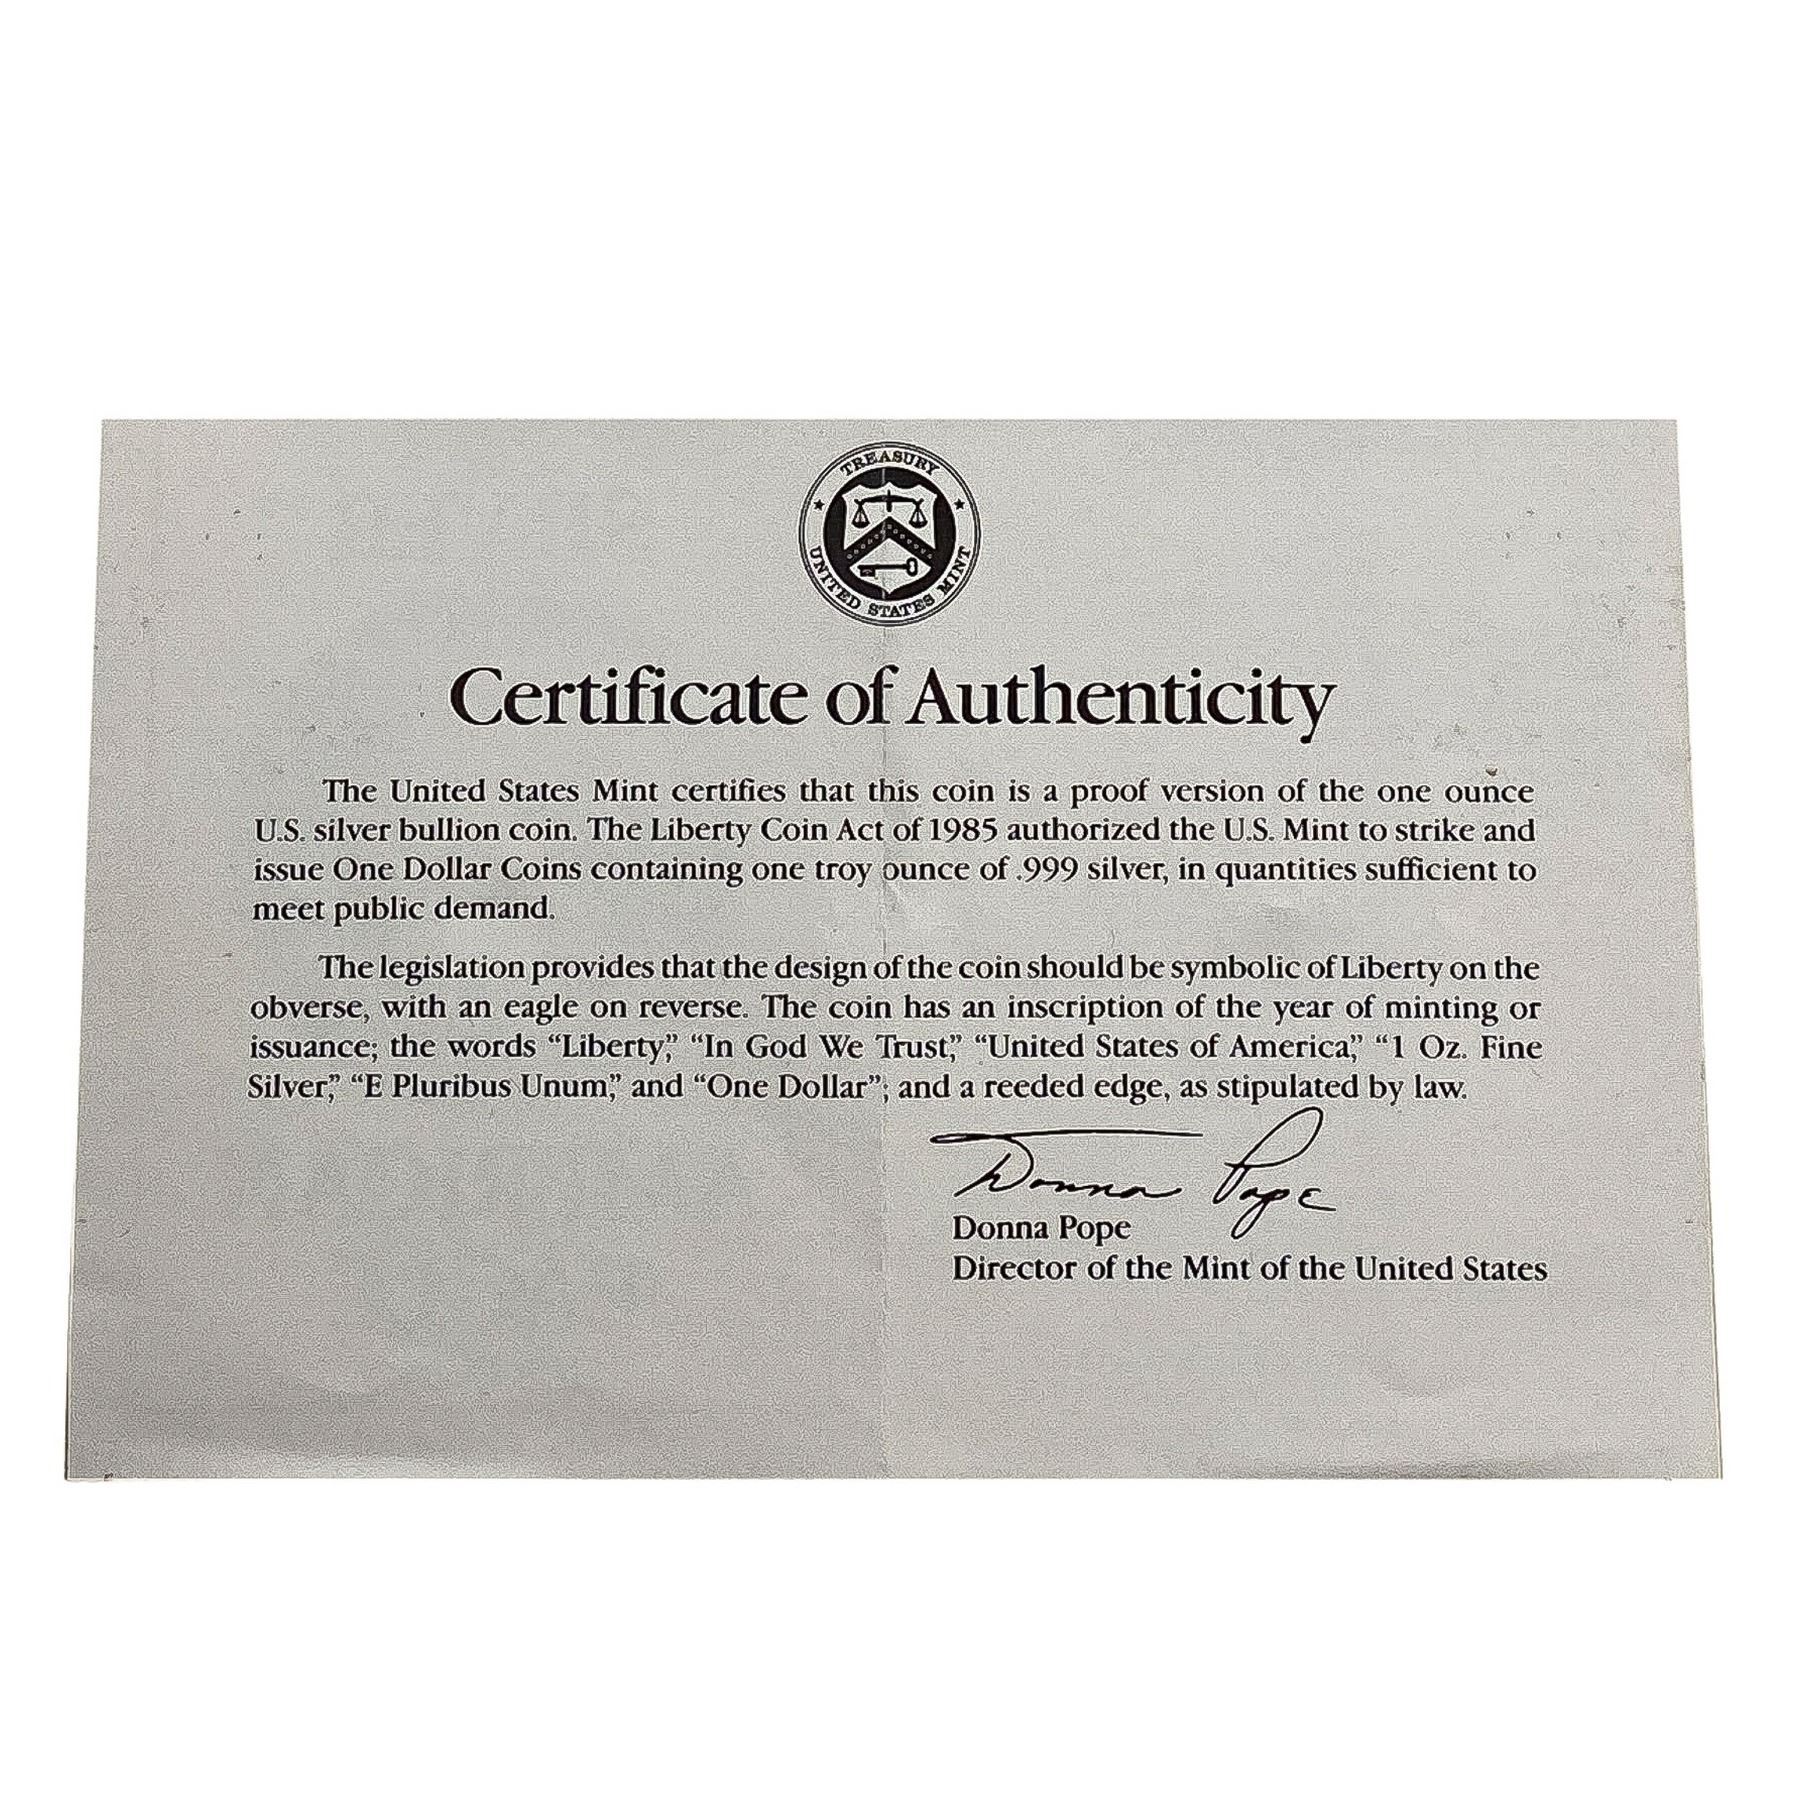 TREASURY
UNITED STATES MINT
Certificate of Authenticity
The United States Mint certifies that this coin is a proof version of the one ounce
U.S. silver bullion coin. The Liberty Coin Act of 1985 authorized the U.S. Mint to strike and
issue One Dollar Coins containing one troy ounce of .999 silver, in quantities sufficient to
meet public demand.
The legislation provides that the design of the coin should be symbolic of Liberty on the
obverse, with an eagle on reverse. The coin has an inscription of the year of minting or
issuance; the words “Liberty,” “In God We Trust,” “United States of America,” “1 Oz. Fine
Silver,” “E Pluribus Unum,” and “One Dollar”; and a reeded edge, as stipulated by law.
Donna Pope
Donna Pope
Director of the Mint of the United States